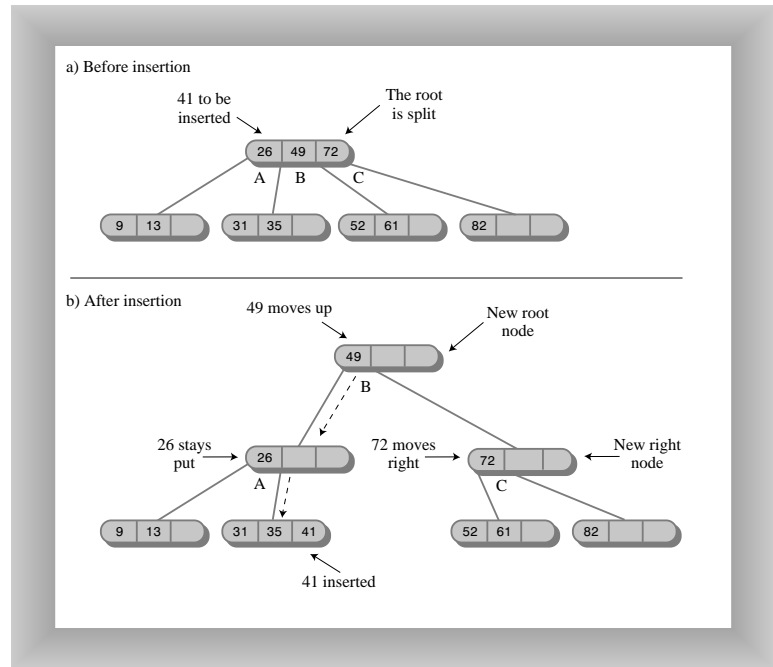 a) Before insertion
41 to be
inserted
The root
is split
26 49 72
A B C
9 13
31 35
52 61
82
b) After insertion
49 moves up
New root
node
49
B
26 stays
put
26
A
72 moves
right
72
C
New right
node
9 13
31 35 41
52 61
82
41 inserted